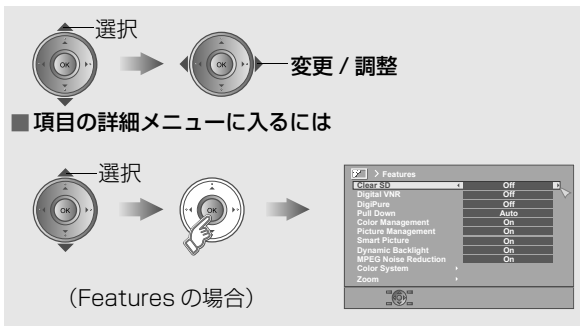 選択
OK
OK
変更 / 調整
■項目の詳細メニューに入るには
選択
OK
OK
（Features の場合）
> Features
Clear SD Off
Digital VNR Off
DigiPure Off
Pull Down Auto
Color Management On
Picture Management On
Smart Picture On
Dynamic Backlight On
MPEG Noise Reduction On
Color System
Zoom
OK